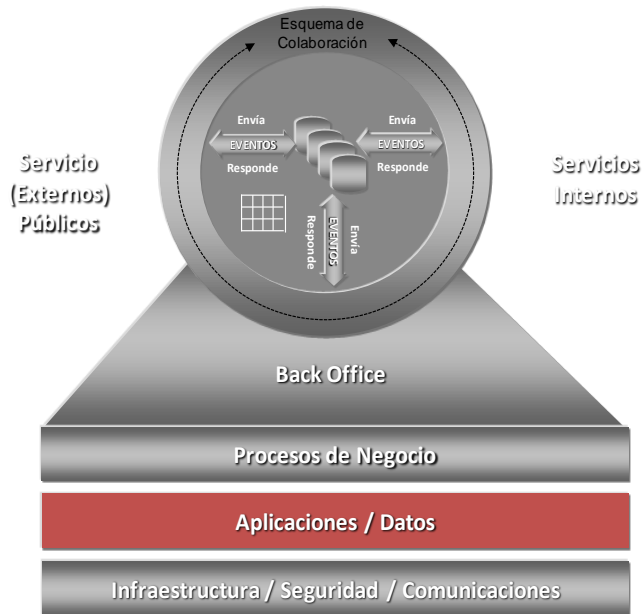 Esquema de
Colaboración
Envía
EVENTOS
Responde
Envía
EVENTOS
Responde
Servicio
(Externos)
Públicos
Servicios
Internos
Envía
EVENTOS
Responde
Back Office
Procesos de Negocio
Aplicaciones / Datos
Infraestructura / Seguridad / Comunicaciones